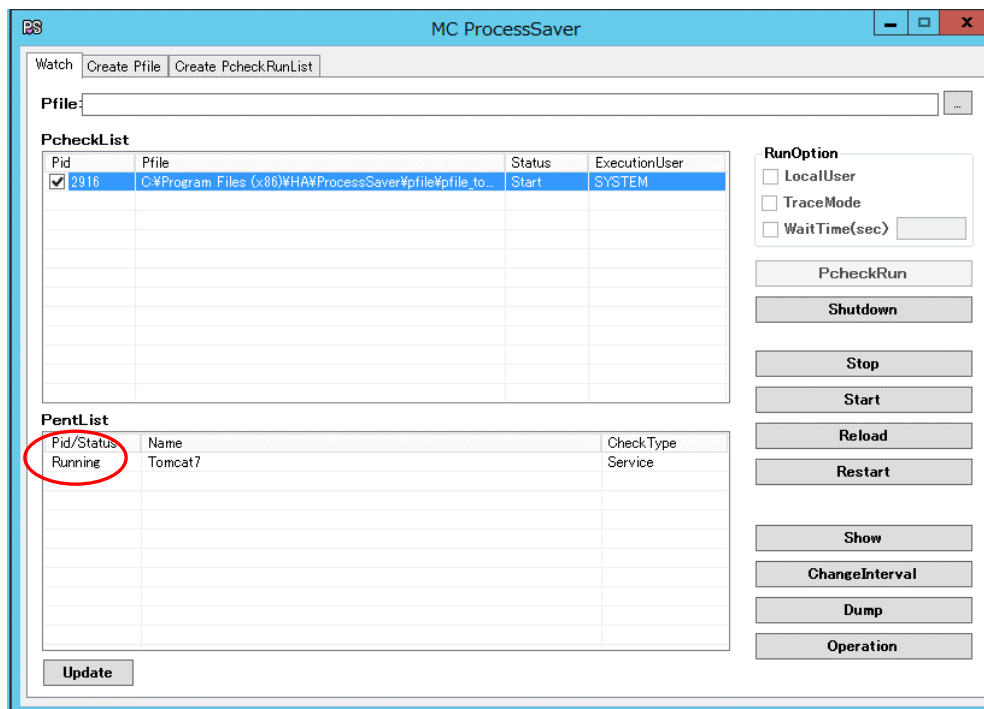 PS
MC ProcessSaver
Watch Create Pfile Create PcheckRunList
Pfile:
...
PcheckList
Pid Pfile Status ExecutionUser
2916 C:¥Program Files (x86)¥HA¥ProcessSaver¥pfile¥pfile_to... Start SYSTEM
RunOption
LocalUser
TraceMode
WaitTime(sec)
PcheckRun
Shutdown
Stop
Start
Reload
Restart
PentList
Pid/Status Name CheckType
Running Tomcat7 Service
Show
ChangeInterval
Dump
Operation
Update